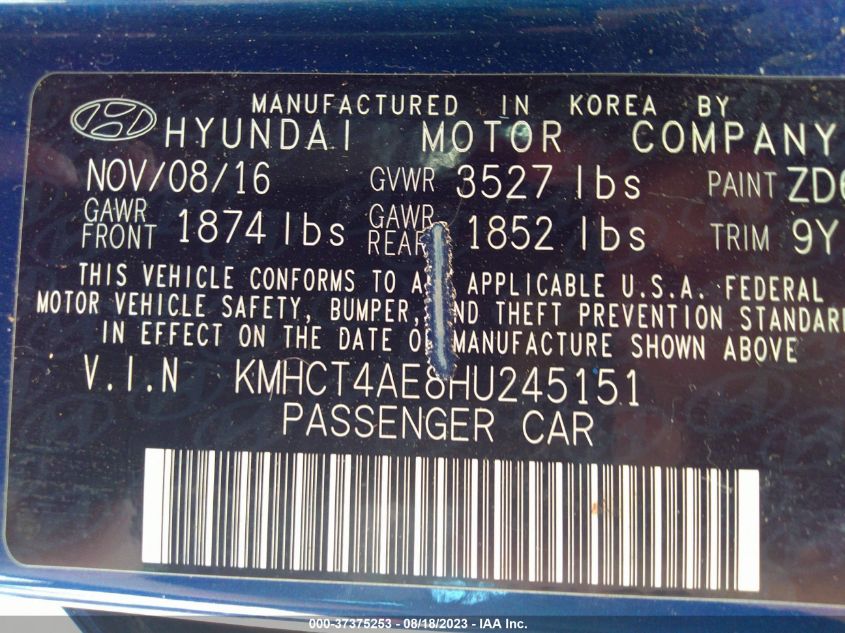 MANUFACTURED IN KOREA BY
HYUNDAI MOTOR COMPANY
NOV/08/16 GVWR 3527 lbs PAINT
GAWR FRONT 1874 lbs GAWR REAR 1852 lbs TRIM 9Y
THIS VEHICLE CONFORMS TO APPLICABLE U.S.A. FEDERAL
MOTOR VEHICLE SAFETY, BUMPER, AND THEFT PREVENTION STANDARD
IN EFFECT ON THE DATE OF MANUFACTURE SHOWN ABOVE
V.I.N KMHCT4AE8HU245151
PASSENGER CAR
000-37375253 - 08/18/2023 - IAA Inc.